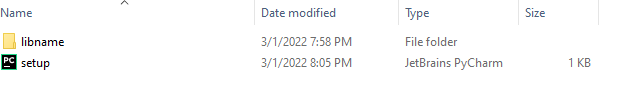 Name Date modified Type Size
libname 3/1/2022 7:58 PM File folder
PC setup 3/1/2022 8:05 PM JetBrains PyCharm 1 KB